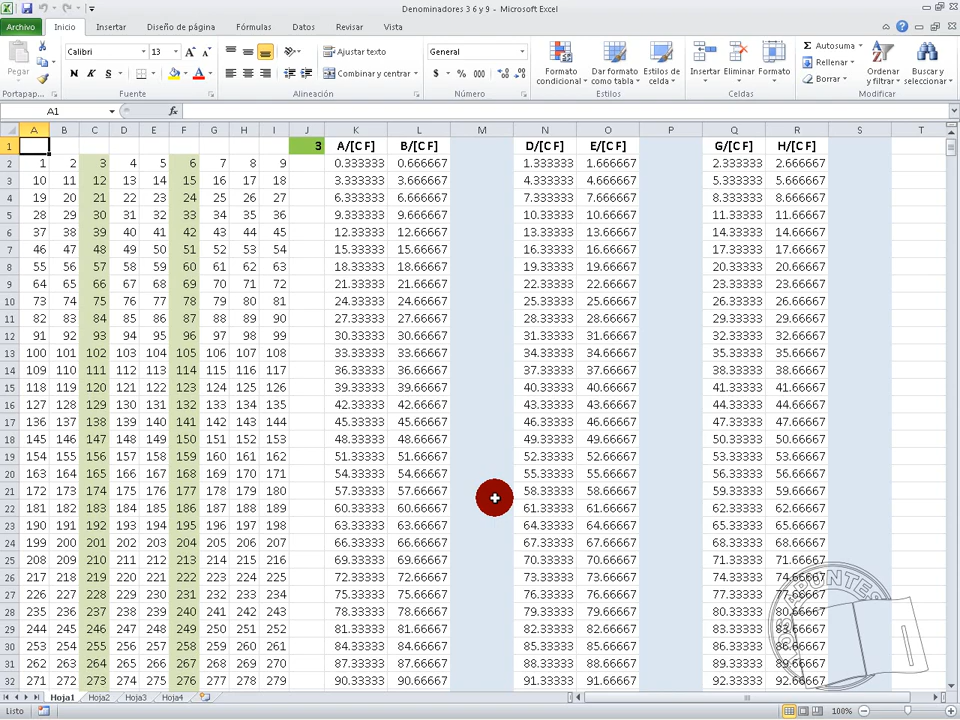 Denominadores 3 6 y 9 - Microsoft Excel
Archivo Inicio Insertar Diseño de página Fórmulas Datos Revisar Vista
Pegar
Portapap...
Calibri 13
N K S
Fuente
Ajustar texto
Combinar y centrar
Alineación
General
$ % 000
Número
Formato condicional
Dar formato como tabla
Estilos de celda
Estilos
Insertar Eliminar Formato
Celdas
Autosuma
Rellenar
Borrar
Ordenar y filtrar
Buscar y seleccionar
Modificar
A1 fx
A B C D E F G H I J K L M N O P Q R S T
1 3 A/[C F] B/[C F] D/[C F] E/[C F] G/[C F] H/[C F]
2 1 2 3 4 5 6 7 8 9 0.333333 0.666667 1.333333 1.666667 2.333333 2.666667
3 10 11 12 13 14 15 16 17 18 3.333333 3.666667 4.333333 4.666667 5.333333 5.666667
4 19 20 21 22 23 24 25 26 27 6.333333 6.666667 7.333333 7.666667 8.333333 8.666667
5 28 29 30 31 32 33 34 35 36 9.333333 9.666667 10.33333 10.66667 11.33333 11.66667
6 37 38 39 40 41 42 43 44 45 12.33333 12.66667 13.33333 13.66667 14.33333 14.66667
7 46 47 48 49 50 51 52 53 54 15.33333 15.66667 16.33333 16.66667 17.33333 17.66667
8 55 56 57 58 59 60 61 62 63 18.33333 18.66667 19.33333 19.66667 20.33333 20.66667
9 64 65 66 67 68 69 70 71 72 21.33333 21.66667 22.33333 22.66667 23.33333 23.66667
10 73 74 75 76 77 78 79 80 81 24.33333 24.66667 25.33333 25.66667 26.33333 26.66667
11 82 83 84 85 86 87 88 89 90 27.33333 27.66667 28.33333 28.66667 29.33333 29.66667
12 91 92 93 94 95 96 97 98 99 30.33333 30.66667 31.33333 31.66667 32.33333 32.66667
13 100 101 102 103 104 105 106 107 108 33.33333 33.66667 34.33333 34.66667 35.33333 35.66667
14 109 110 111 112 113 114 115 116 117 36.33333 36.66667 37.33333 37.66667 38.33333 38.66667
15 118 119 120 121 122 123 124 125 126 39.33333 39.66667 40.33333 40.66667 41.33333 41.66667
16 127 128 129 130 131 132 133 134 135 42.33333 42.66667 43.33333 43.66667 44.33333 44.66667
17 136 137 138 139 140 141 142 143 144 45.33333 45.66667 46.33333 46.66667 47.33333 47.66667
18 145 146 147 148 149 150 151 152 153 48.33333 48.66667 49.33333 49.66667 50.33333 50.66667
19 154 155 156 157 158 159 160 161 162 51.33333 51.66667 52.33333 52.66667 53.33333 53.66667
20 163 164 165 166 167 168 169 170 171 54.33333 54.66667 55.33333 55.66667 56.33333 56.66667
21 172 173 174 175 176 177 178 179 180 57.33333 57.66667 58.33333 58.66667 59.33333 59.66667
22 181 182 183 184 185 186 187 188 189 60.33333 60.66667 61.33333 61.66667 62.33333 62.66667
23 190 191 192 193 194 195 196 197 198 63.33333 63.66667 64.33333 64.66667 65.33333 65.66667
24 199 200 201 202 203 204 205 206 207 66.33333 66.66667 67.33333 67.66667 68.33333 68.66667
25 208 209 210 211 212 213 214 215 216 69.33333 69.66667 70.33333 70.66667 71.33333 71.66667
26 217 218 219 220 221 222 223 224 225 72.33333 72.66667 73.33333 73.66667 74.33333 74.66667
27 226 227 228 229 230 231 232 233 234 75.33333 75.66667 76.33333 76.66667 77.33333 77.66667
28 235 236 237 238 239 240 241 242 243 78.33333 78.66667 79.33333 79.66667 80.33333 80.66667
29 244 245 246 247 248 249 250 251 252 81.33333 81.66667 82.33333 82.66667 83.33333 83.66667
30 253 254 255 256 257 258 259 260 261 84.33333 84.66667 85.33333 85.66667 86.33333 86.66667
31 262 263 264 265 266 267 268 269 270 87.33333 87.66667 88.33333 88.66667 89.33333 89.66667
32 271 272 273 274 275 276 277 278 279 90.33333 90.66667 91.33333 91.66667 92.33333 92.66667
Hoja1 Hoja2 Hoja3 Hoja4
Listo 100%